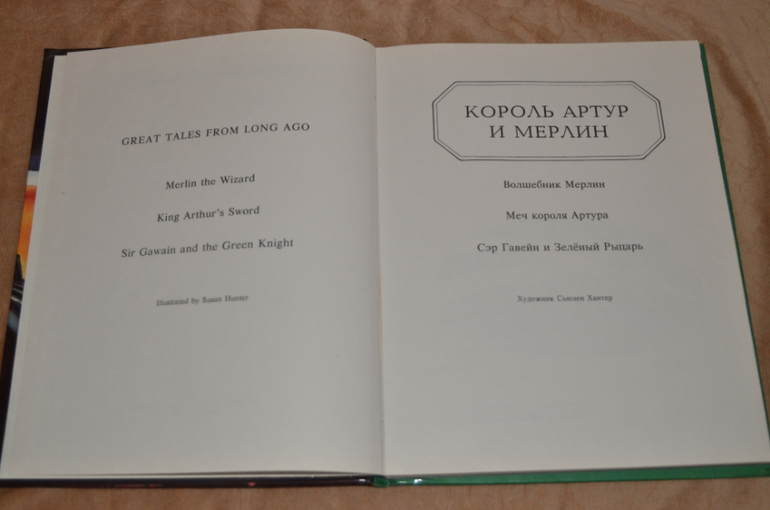 GREAT TALES FROM LONG AGO
Merlin the Wizard
King Arthur's Sword
Sir Gawain and the Green Knight
Illustrated by Susan Hunter
КОРОЛЬ АРТУР
И МЕРЛИН
Волшебник Мерлин
Меч короля Артура
Сэр Гавейн и Зелёный Рыцарь
Художник Сьюзен Хантер